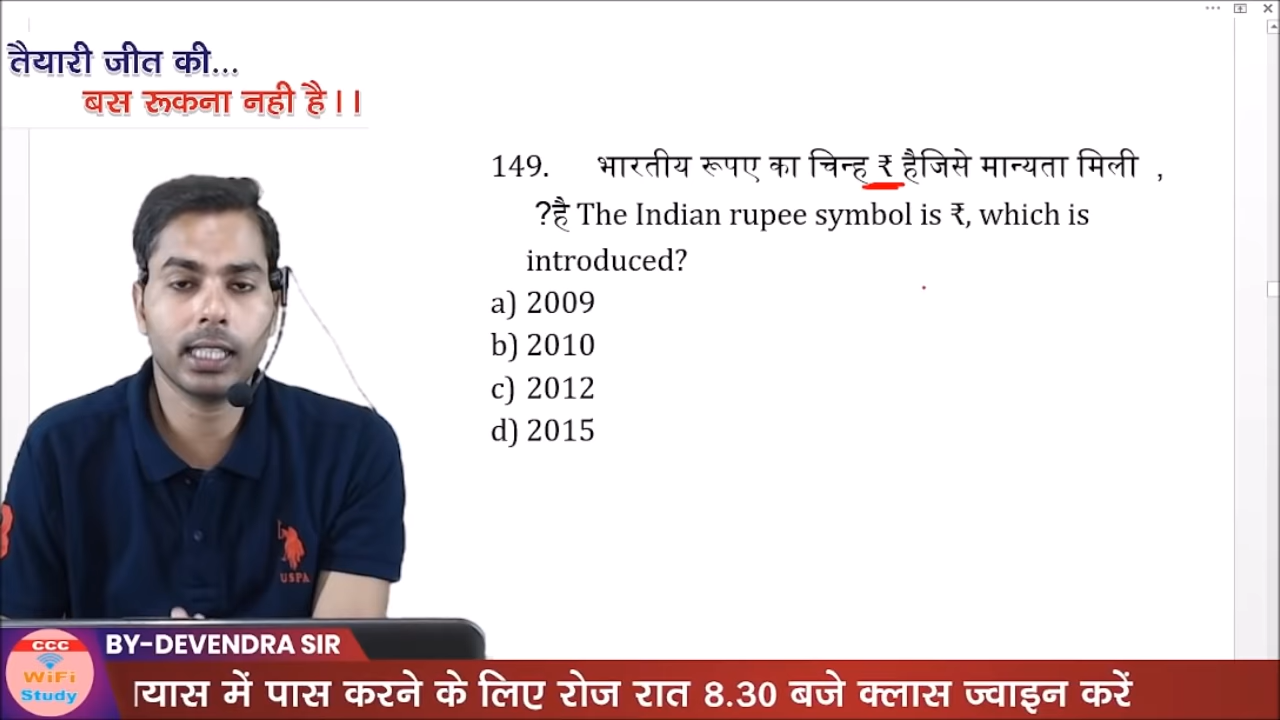 तैयारी जीत की...
बस रूकना नही है।।
149. भारतीय रूपए का चिन्ह ₹ हैजिसे मान्यता मिली ,
?है The Indian rupee symbol is ₹, which is
introduced?
a) 2009
b) 2010
c) 2012
d) 2015
USPA
CCC
WiFi
Study
BY-DEVENDRA SIR
यास में पास करने के लिए रोज रात 8.30 बजे क्लास ज्वाइन करें